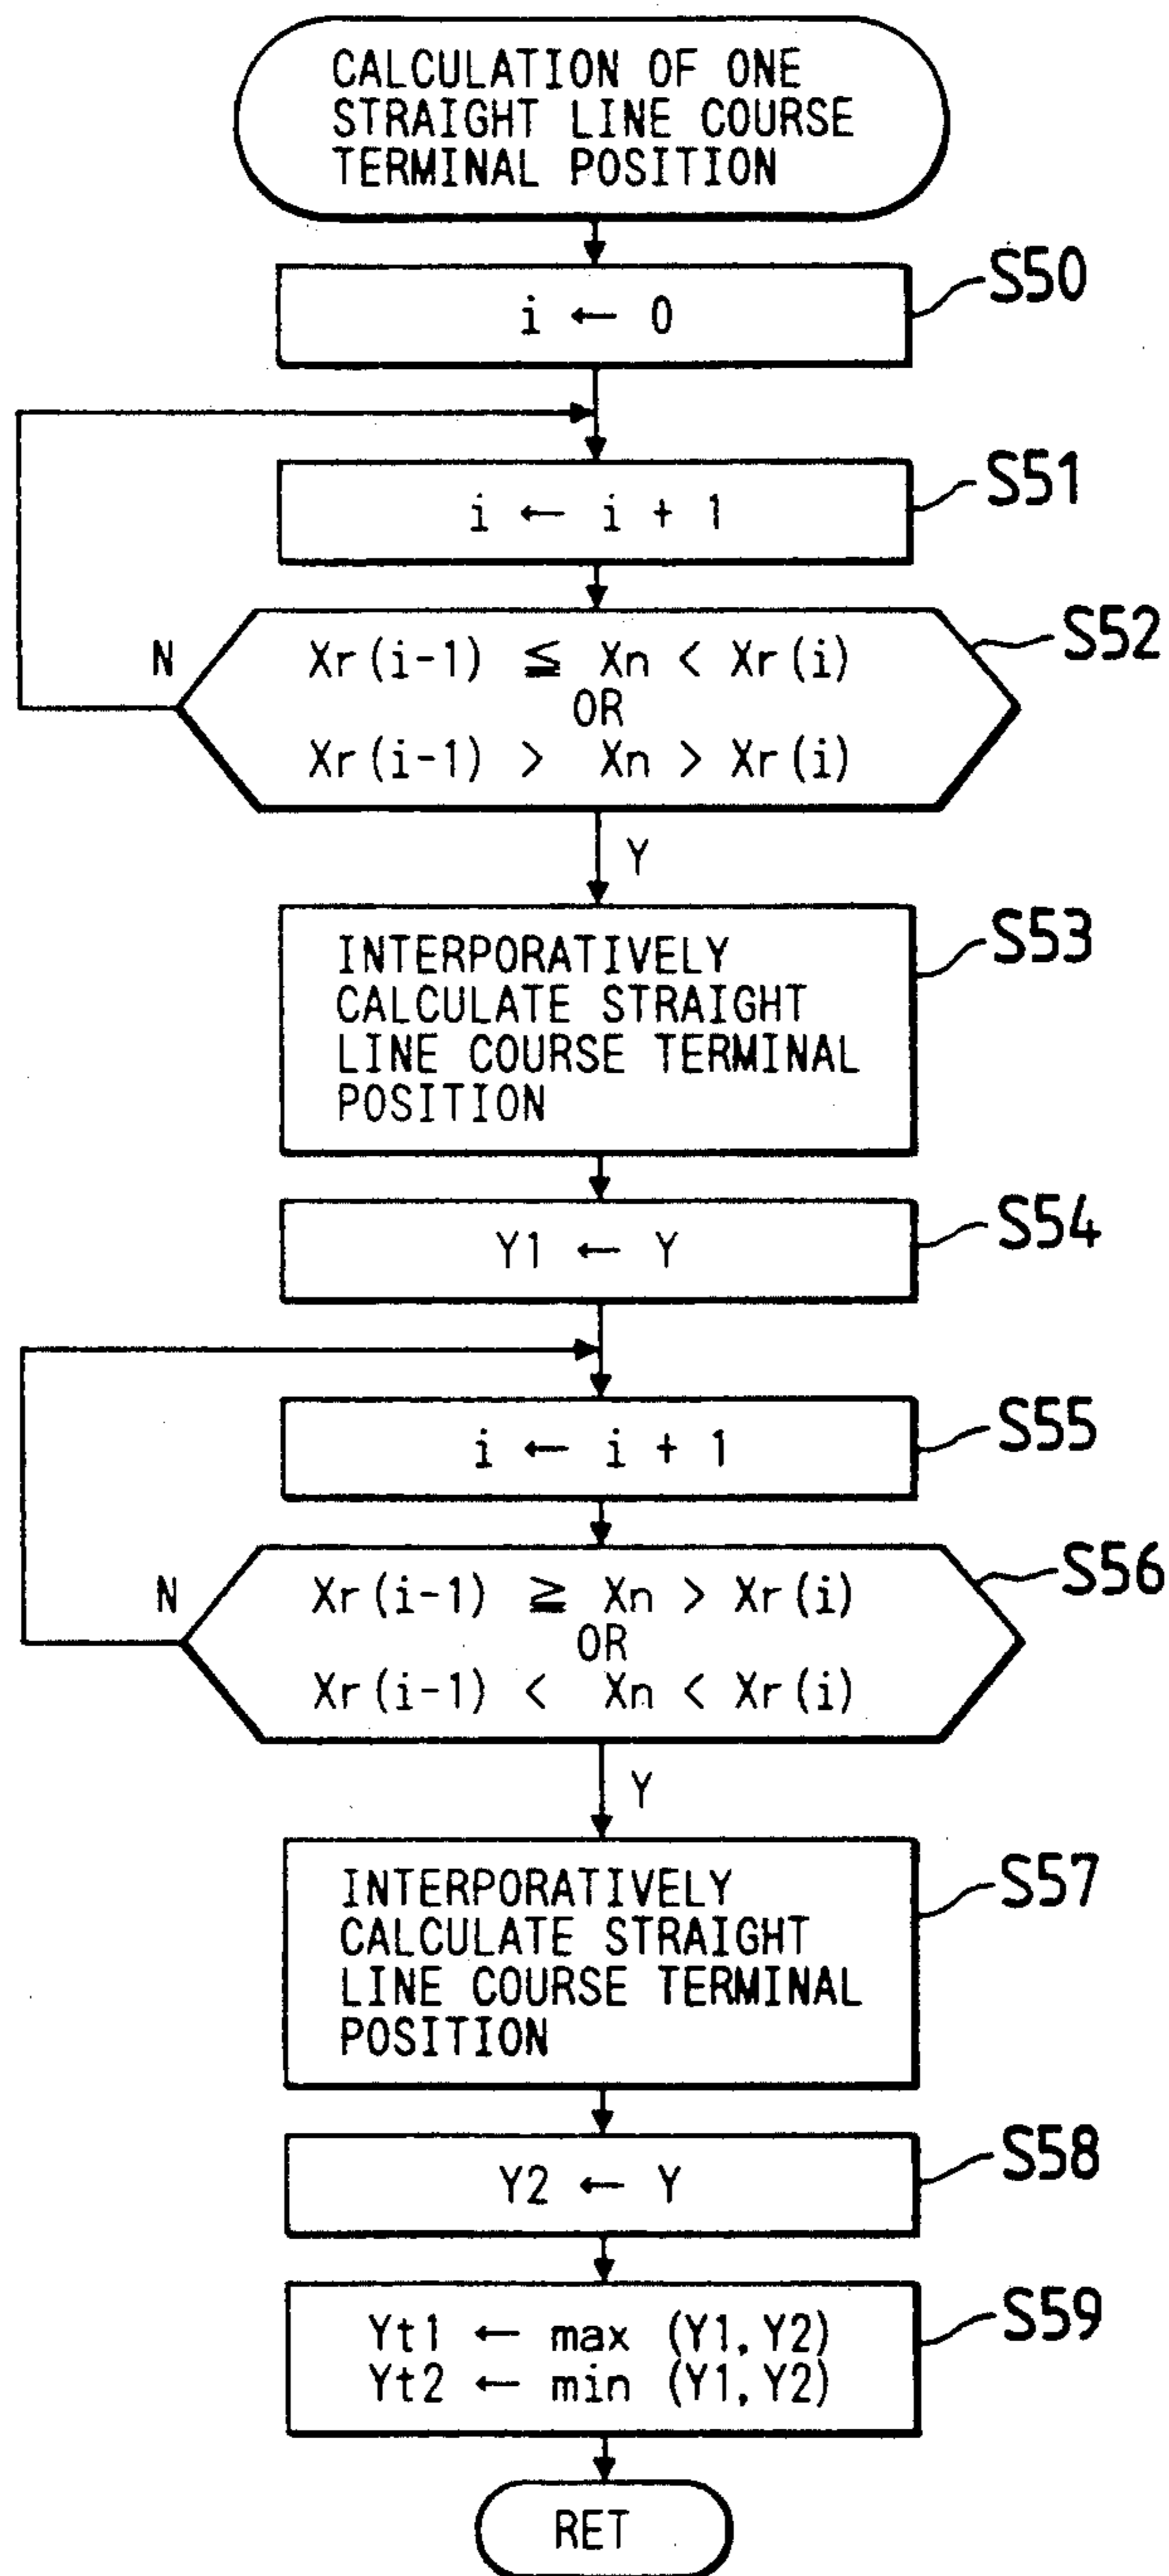 CALCULATION OF ONE
STRAIGHT LINE COURSE
TERMINAL POSITION
i ← 0
S50
i ← i + 1
S51
N
Xr(i-1) ≦ Xn < Xr(i)
OR
Xr(i-1) > Xn > Xr(i)
S52
Y
INTERPORATIVELY
CALCULATE STRAIGHT
LINE COURSE TERMINAL
POSITION
S53
Y1 ← Y
S54
i ← i + 1
S55
N
Xr(i-1) ≧ Xn > Xr(i)
OR
Xr(i-1) < Xn < Xr(i)
S56
Y
INTERPORATIVELY
CALCULATE STRAIGHT
LINE COURSE TERMINAL
POSITION
S57
Y2 ← Y
S58
Yt1 ← max (Y1, Y2)
Yt2 ← min (Y1, Y2)
S59
RET